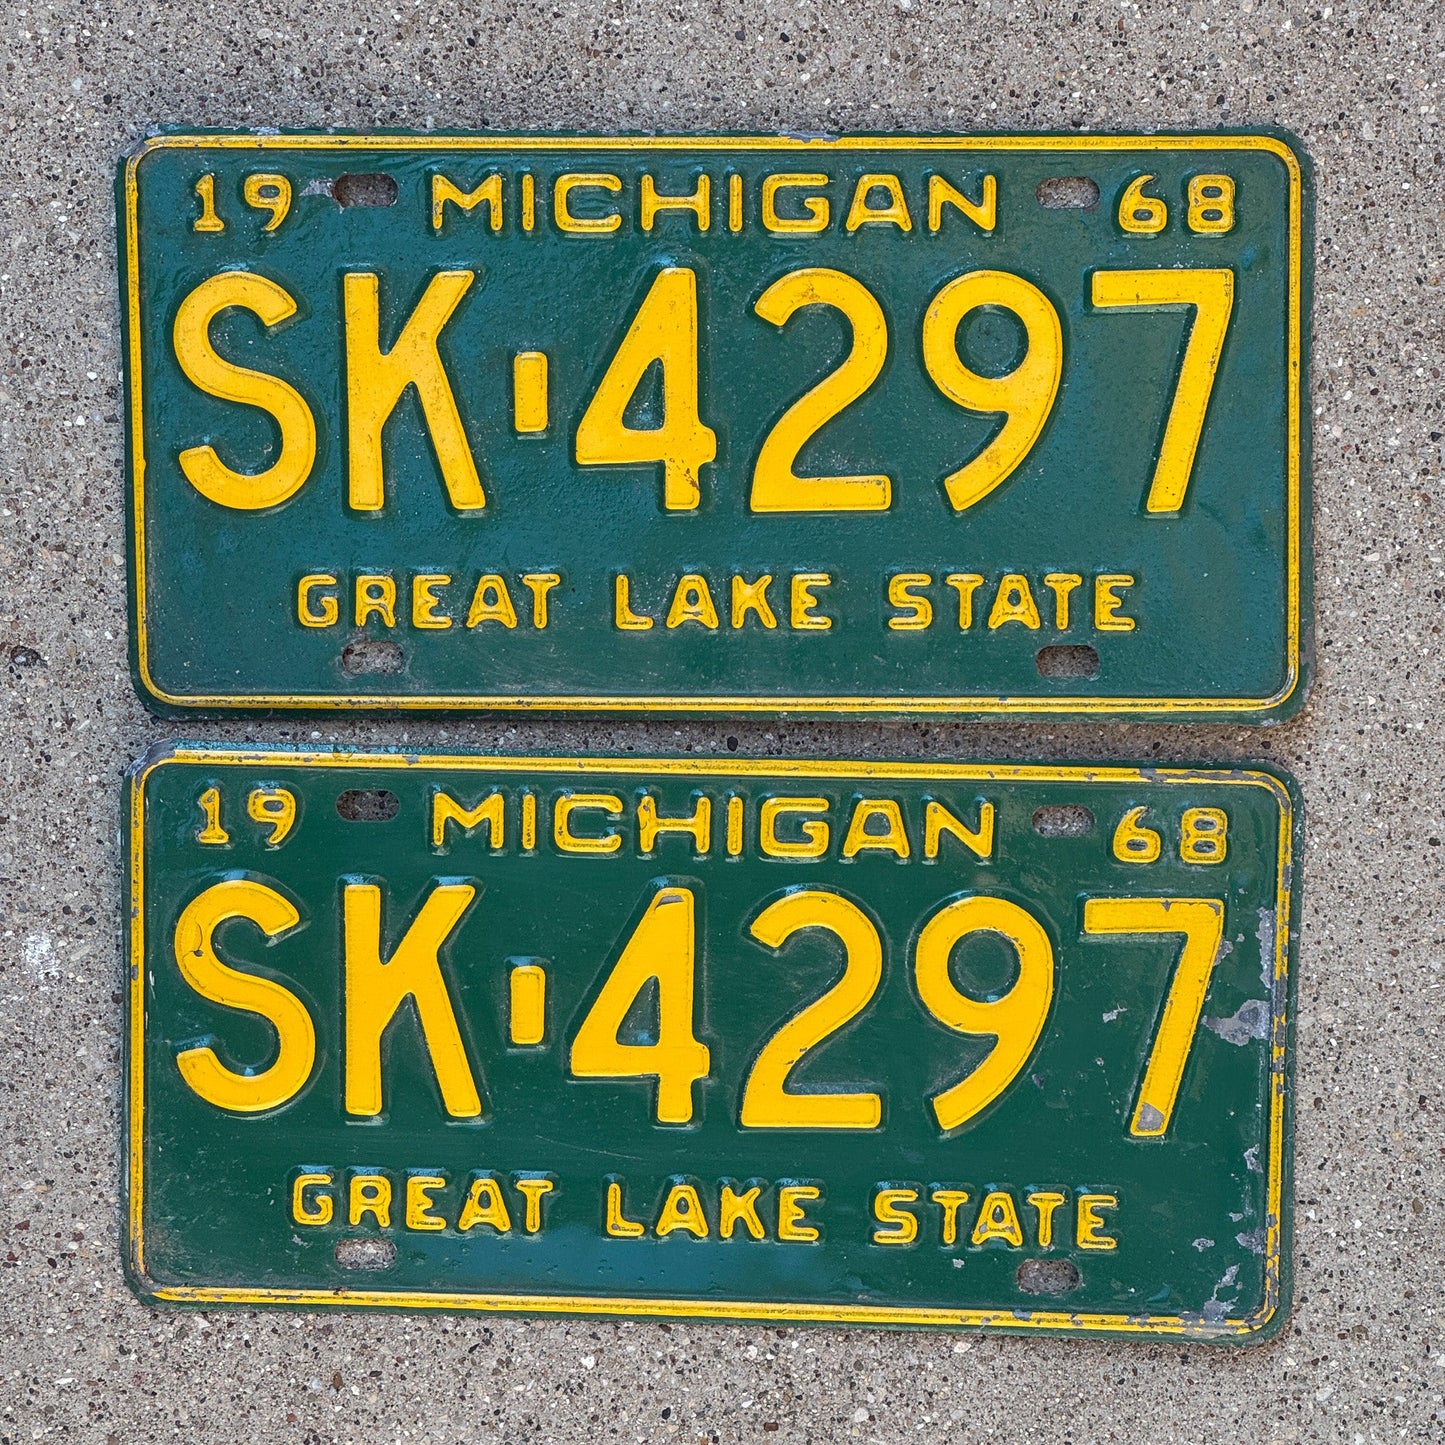 19 MICHIGAN 68
SK-4297
GREAT LAKE STATE
19 MICHIGAN 68
SK-4297
GREAT LAKE STATE